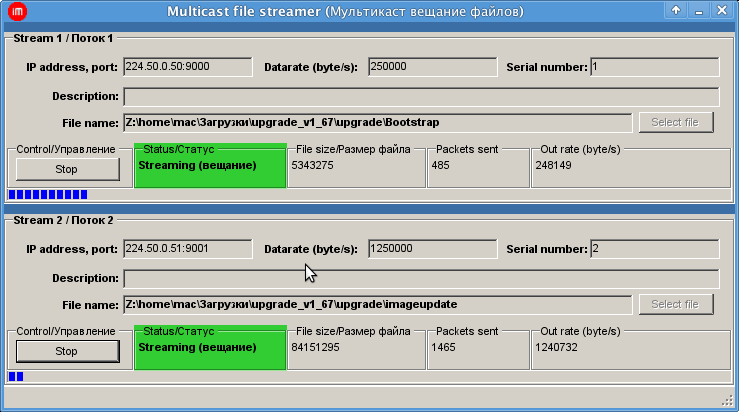 im Multicast file streamer (Мультикаст вещание файлов)
Stream 1 / Поток 1
IP address, port: 224.50.0.50:9000 Datarate (byte/s): 250000 Serial number: 1
Description:
File name: Z:\home\mac\Загрузки\upgrade_v1_67\upgrade\Bootstrap Select file
Control/Управление Status/Статус File size/Размер файла Packets sent Out rate (byte/s)
Stop Streaming (вещание) 5343275 485 248149
Stream 2 / Поток 2
IP address, port: 224.50.0.51:9001 Datarate (byte/s): 1250000 Serial number: 2
Description:
File name: Z:\home\mac\Загрузки\upgrade_v1_67\upgrade\imageupdate Select file
Control/Управление Status/Статус File size/Размер файла Packets sent Out rate (byte/s)
Stop Streaming (вещание) 84151295 1465 1240732